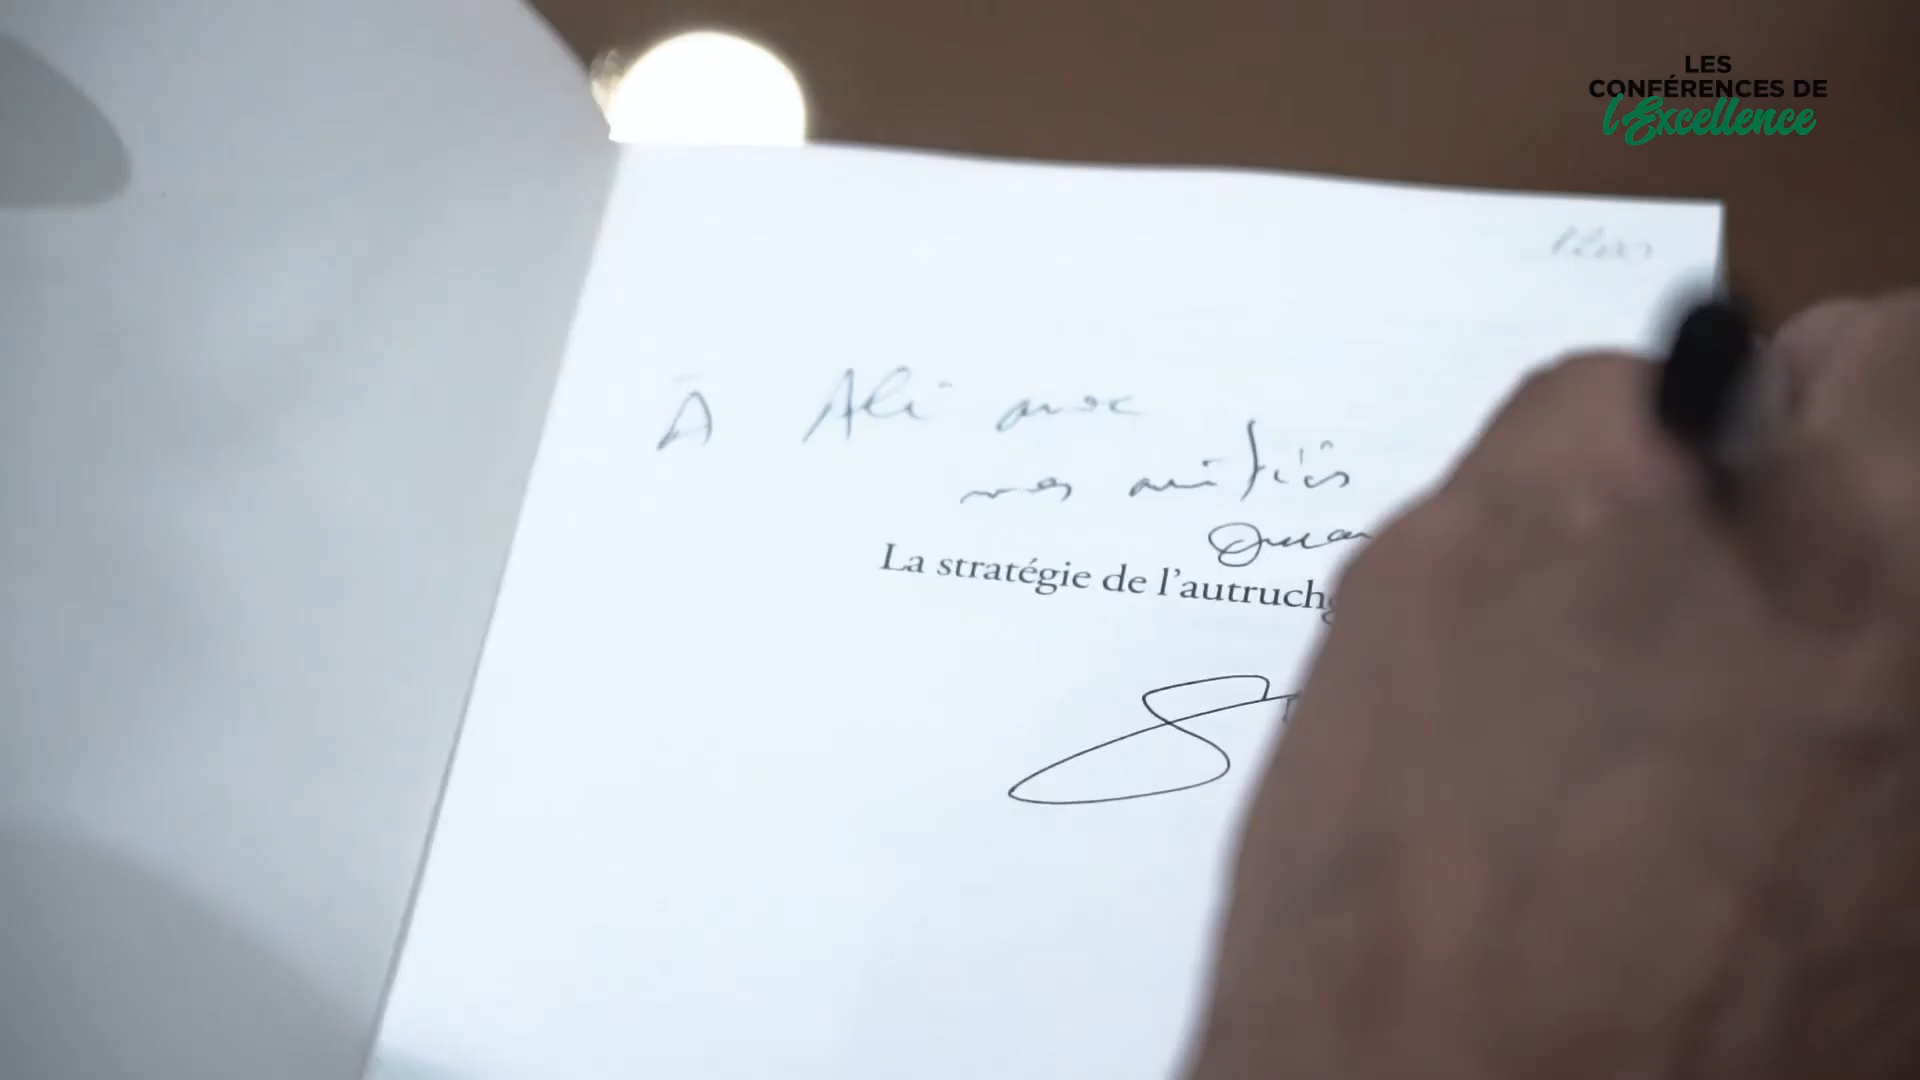 LES
CONFÉRENCES DE
l'Excellence
À Ali avec
mes amitiés
La stratégie de l'autruche